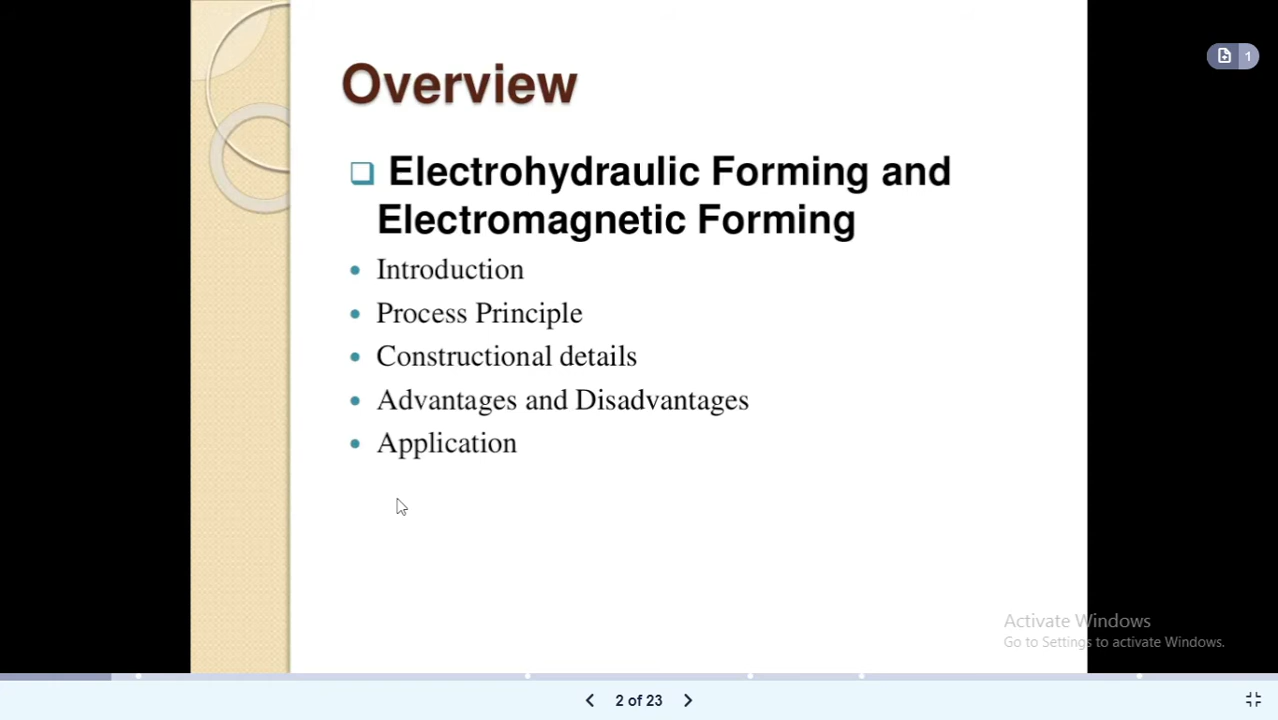 Overview
Electrohydraulic Forming and
Electromagnetic Forming
Introduction
Process Principle
Constructional details
Advantages and Disadvantages
Application
1
Activate Windows
Go to Settings to activate Windows.
2 of 23